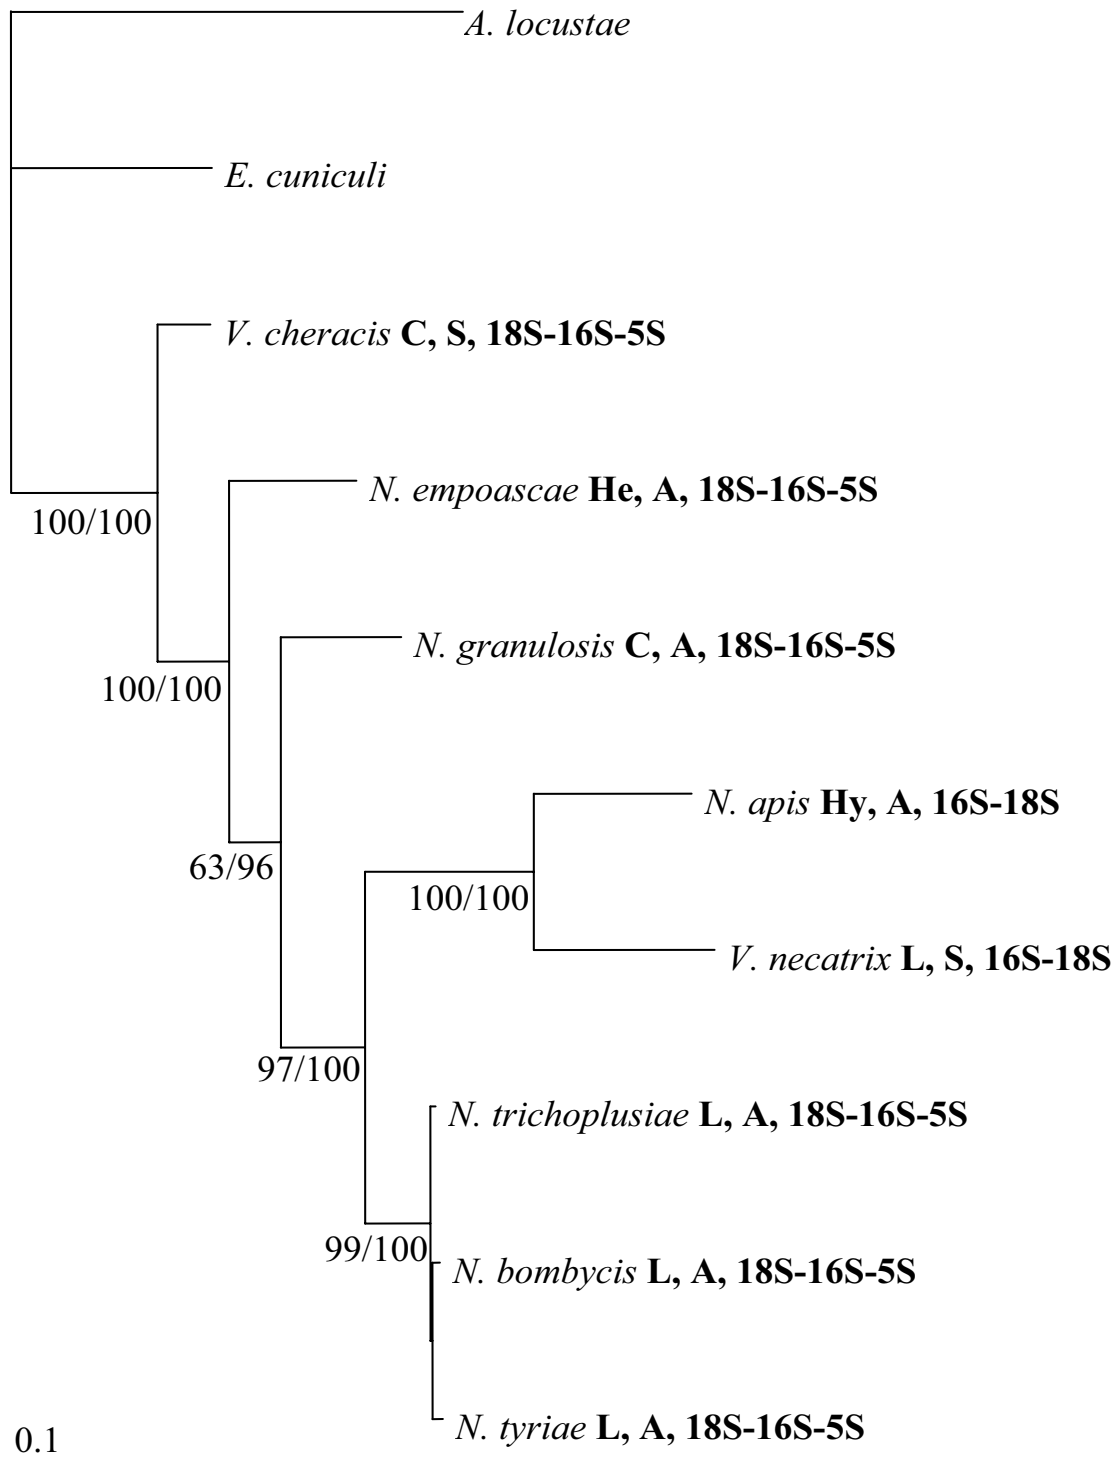 A. locustae
E. cuniculi
V. cheracis C, S, 18S-16S-5S
N. empoascae He, A, 18S-16S-5S
100/100
N. granulosis C, A, 18S-16S-5S
100/100
N. apis Hy, A, 16S-18S
63/96
100/100
V. necatrix L, S, 16S-18S
97/100
N. trichoplusiae L, A, 18S-16S-5S
99/100
N. bombycis L, A, 18S-16S-5S
N. tyriae L, A, 18S-16S-5S
0.1